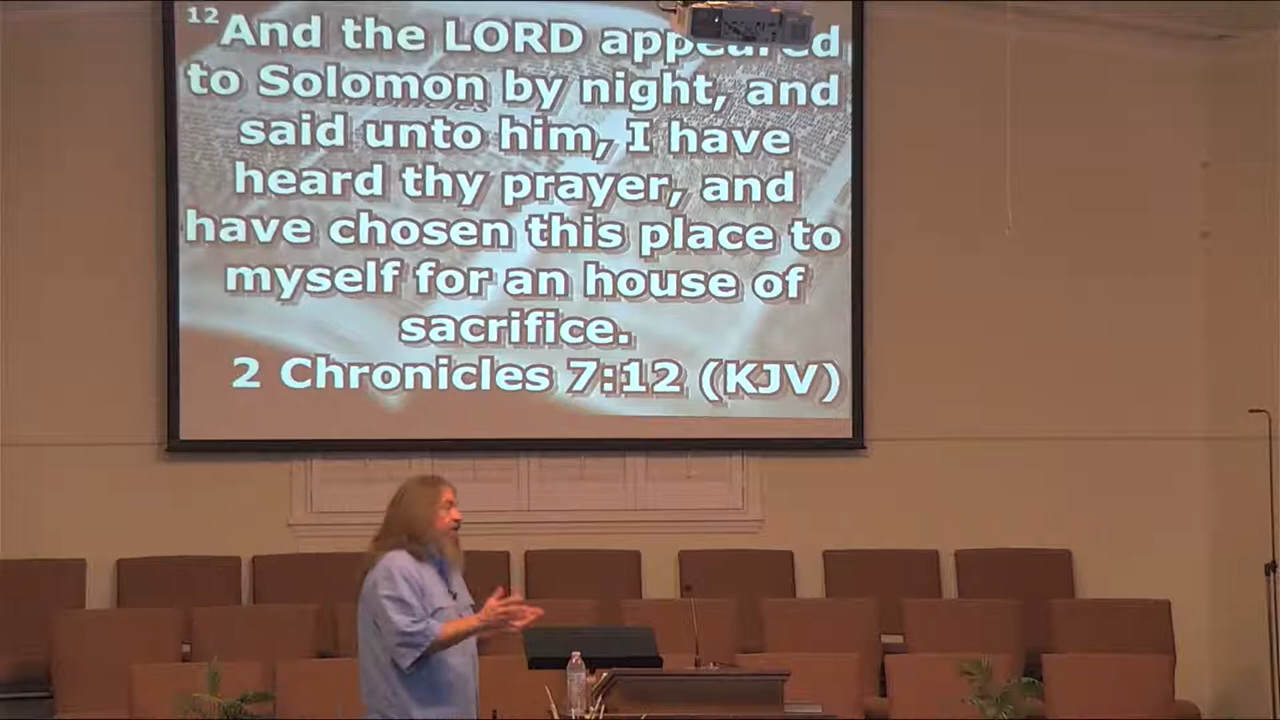 12 And the LORD appeared
to Solomon by night, and
said unto him, I have
heard thy prayer, and
have chosen this place to
myself for an house of
sacrifice.
2 Chronicles 7:12 (KJV)